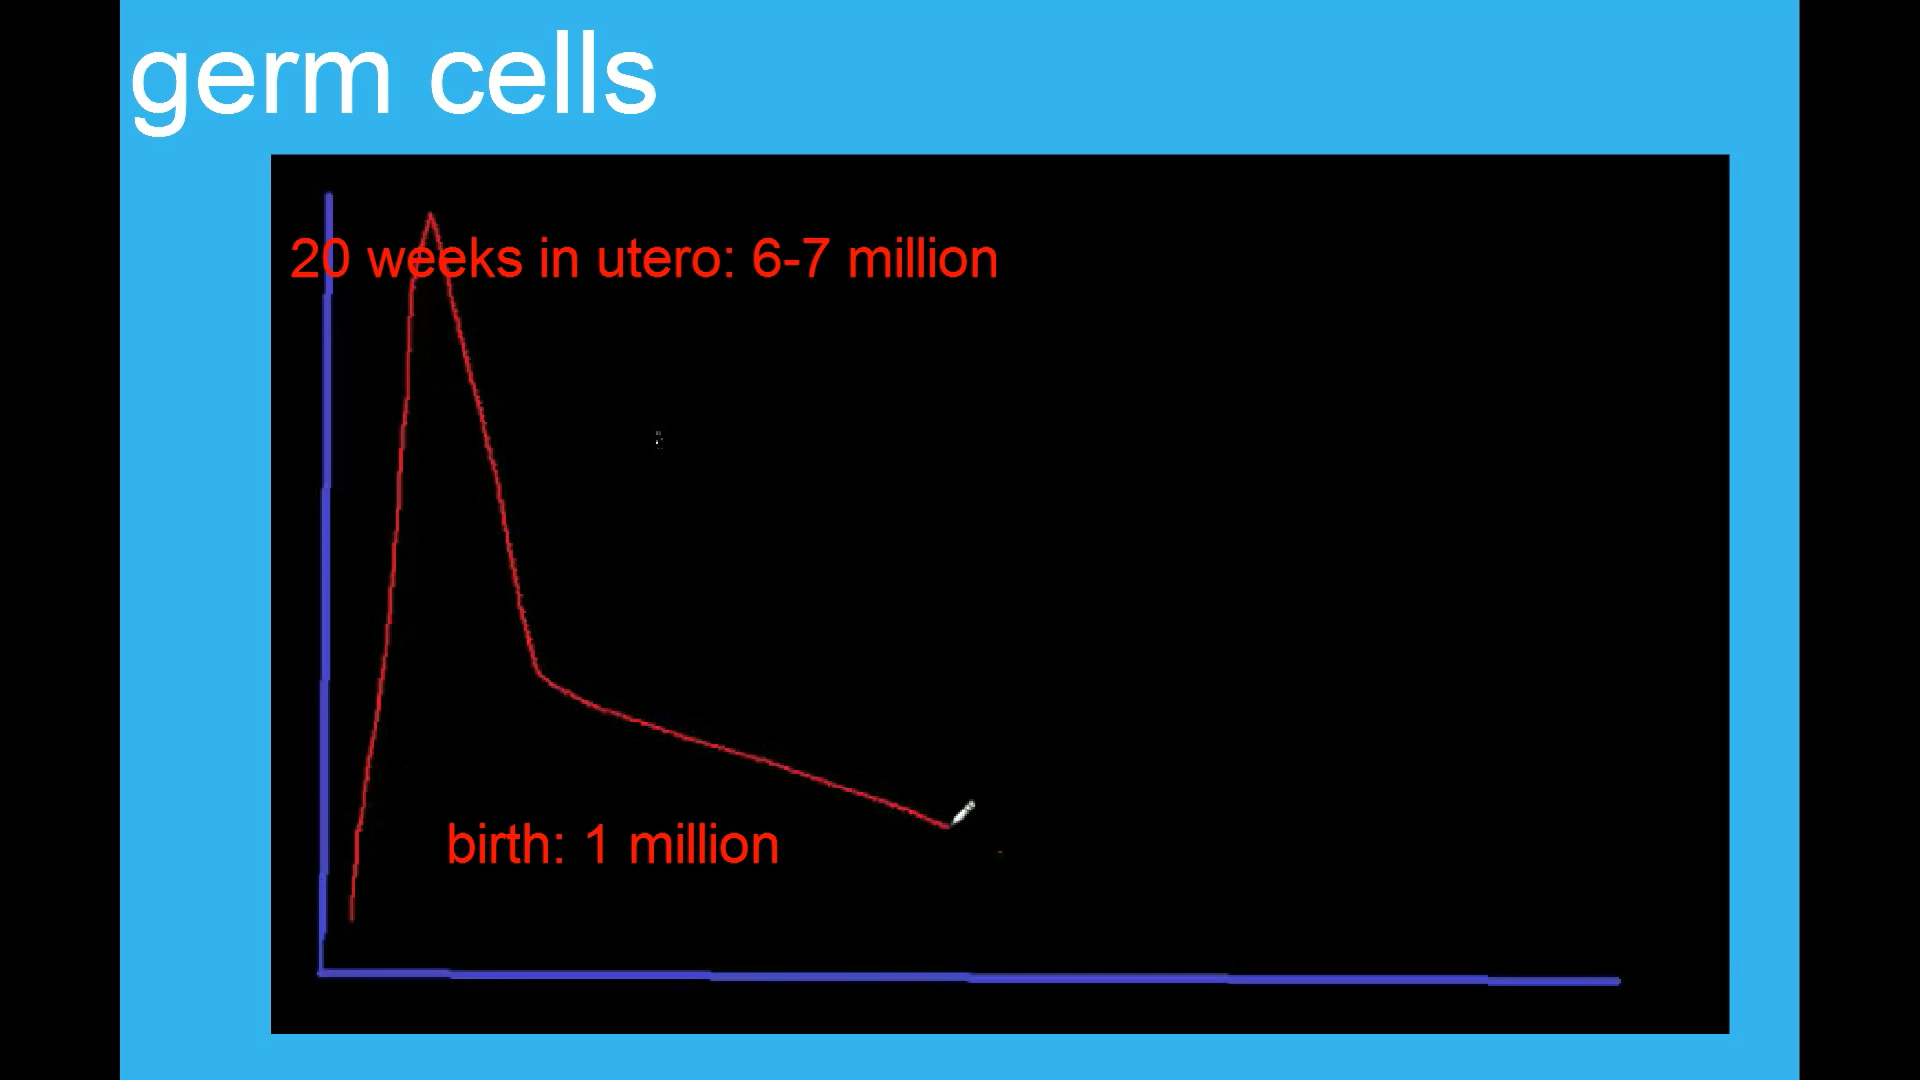 germ cells
20 weeks in utero: 6-7 million
birth: 1 million